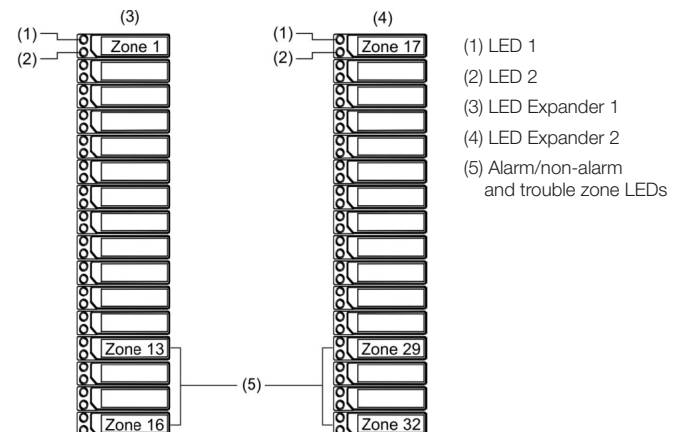 (3)
(4)
(1)
Zone 1
(1)
Zone 17
(2)
(2)
Zone 13
Zone 29
(5)
Zone 16
Zone 32
(1) LED 1
(2) LED 2
(3) LED Expander 1
(4) LED Expander 2
(5) Alarm/non-alarm
and trouble zone LEDs